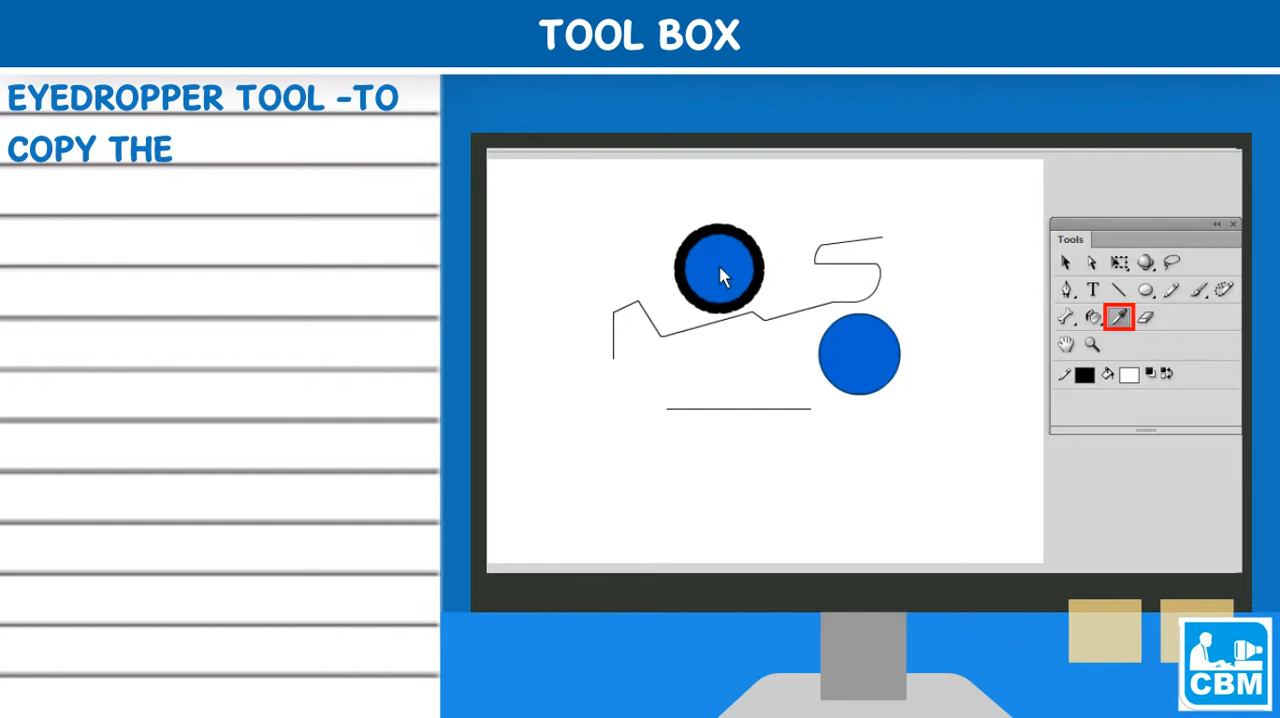 TOOL BOX
EYEDROPPER TOOL -TO
COPY THE
Tools
T
CBM